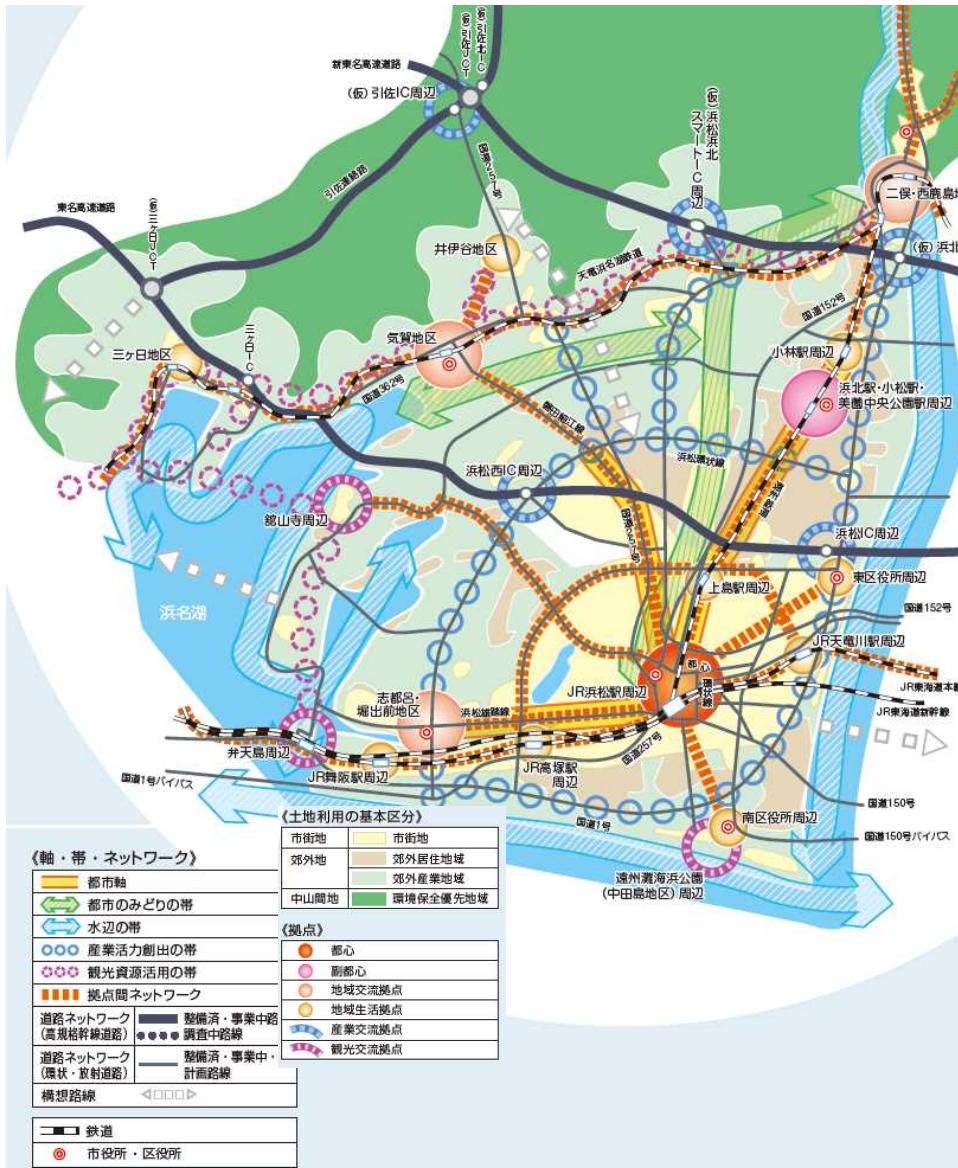 (仮)引佐北IC
(仮)引佐JCT
新東名高速道路
(仮)引佐IC周辺
(仮)浜松浜北
スマートIC周辺
国道257号
引佐連絡路
東名高速道路
(仮)三ヶ日JCT
二俣・西鹿島地
井伊谷地区
天竜浜名湖鉄道
(仮)浜北
国道152号
気賀地区
三ヶ日IC
三ヶ日地区
小林駅周辺
国道362号
浜北駅・小松駅・
美薗中央公園駅周辺
浜松環状線
浜松西IC周辺
舘山寺周辺
国道257号
浜松IC周辺
東区役所周辺
上島駅周辺
浜名湖
国道152号
JR天竜川駅周辺
都心
環状線
JR浜松駅周辺
JR東海道本線
JR東海道新幹線
志都呂・
堀出前地区
浜松雄踏線
国道257号
弁天島周辺
JR舞阪駅周辺
JR高塚駅
周辺
国道1号バイパス
国道1号
国道150号
南区役所周辺
国道150号バイパス
遠州灘海浜公園
(中田島地区)周辺
《土地利用の基本区分》
市街地 市街地
郊外地 郊外居住地域
郊外産業地域
中山間地 環境保全優先地域
《拠点》
都心
副都心
地域交流拠点
地域生活拠点
産業交流拠点
観光交流拠点
《軸・帯・ネットワーク》
都市軸
都市のみどりの帯
水辺の帯
産業活力創出の帯
観光資源活用の帯
拠点間ネットワーク
道路ネットワーク
(高規格幹線道路)
整備済・事業中路
調査中路線
道路ネットワーク
(環状・放射道路)
整備済・事業中・
計画路線
構想路線
鉄道
市役所・区役所